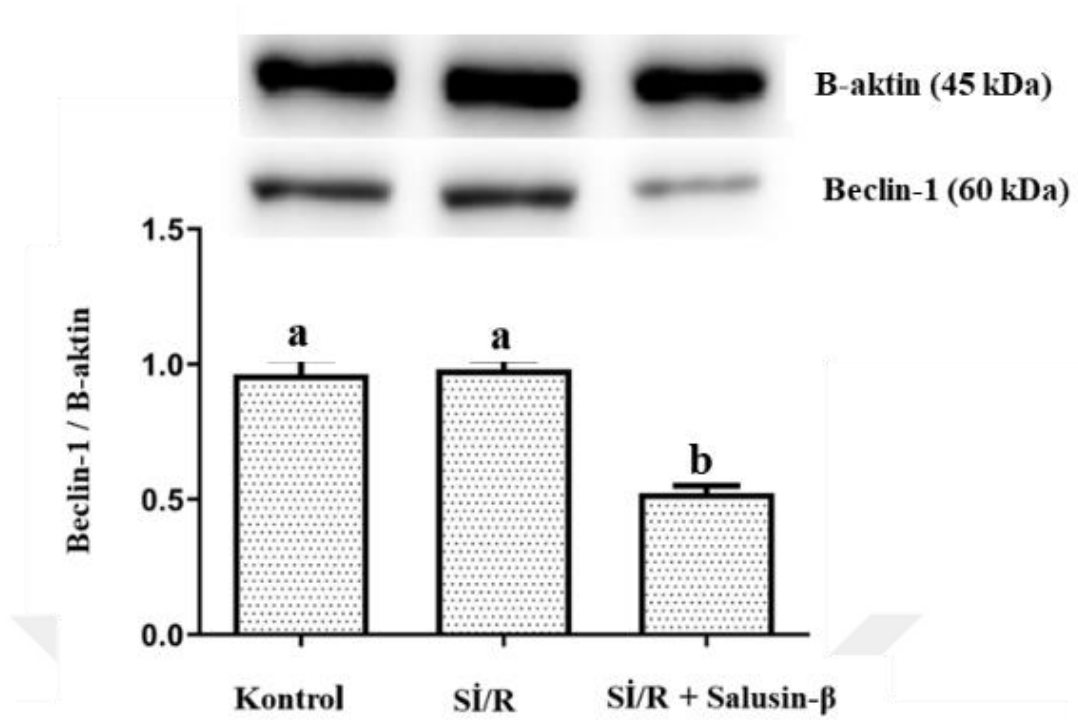 B-aktin (45 kDa)
Beclin-1 (60 kDa)
Beclin-1 / B-aktin
1.5
1.0
0.5
0.0
a
a
b
Kontrol
Sİ/R
Sİ/R + Salusin-β